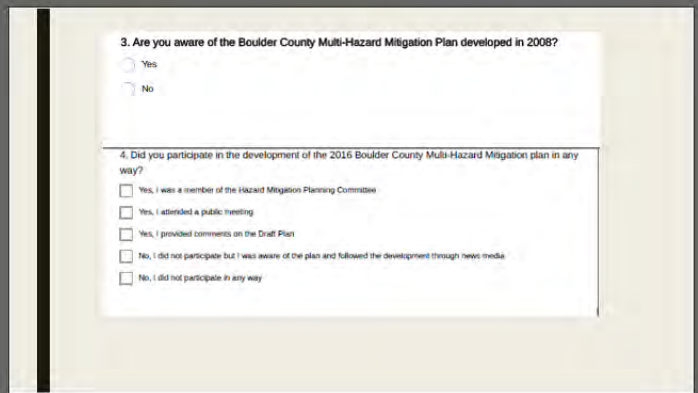 3. Are you aware of the Boulder County Multi-Hazard Mitigation Plan developed in 2008?
Yes
No
4. Did you participate in the development of the 2016 Boulder County Multi-Hazard Mitigation plan in any
way?
Yes, I was a member of the Hazard Mitigation Planning Committee
Yes, I attended a public meeting
Yes, I provided comments on the Draft Plan
No, I did not participate but I was aware of the plan and followed the development through news media
No, I did not participate in any way